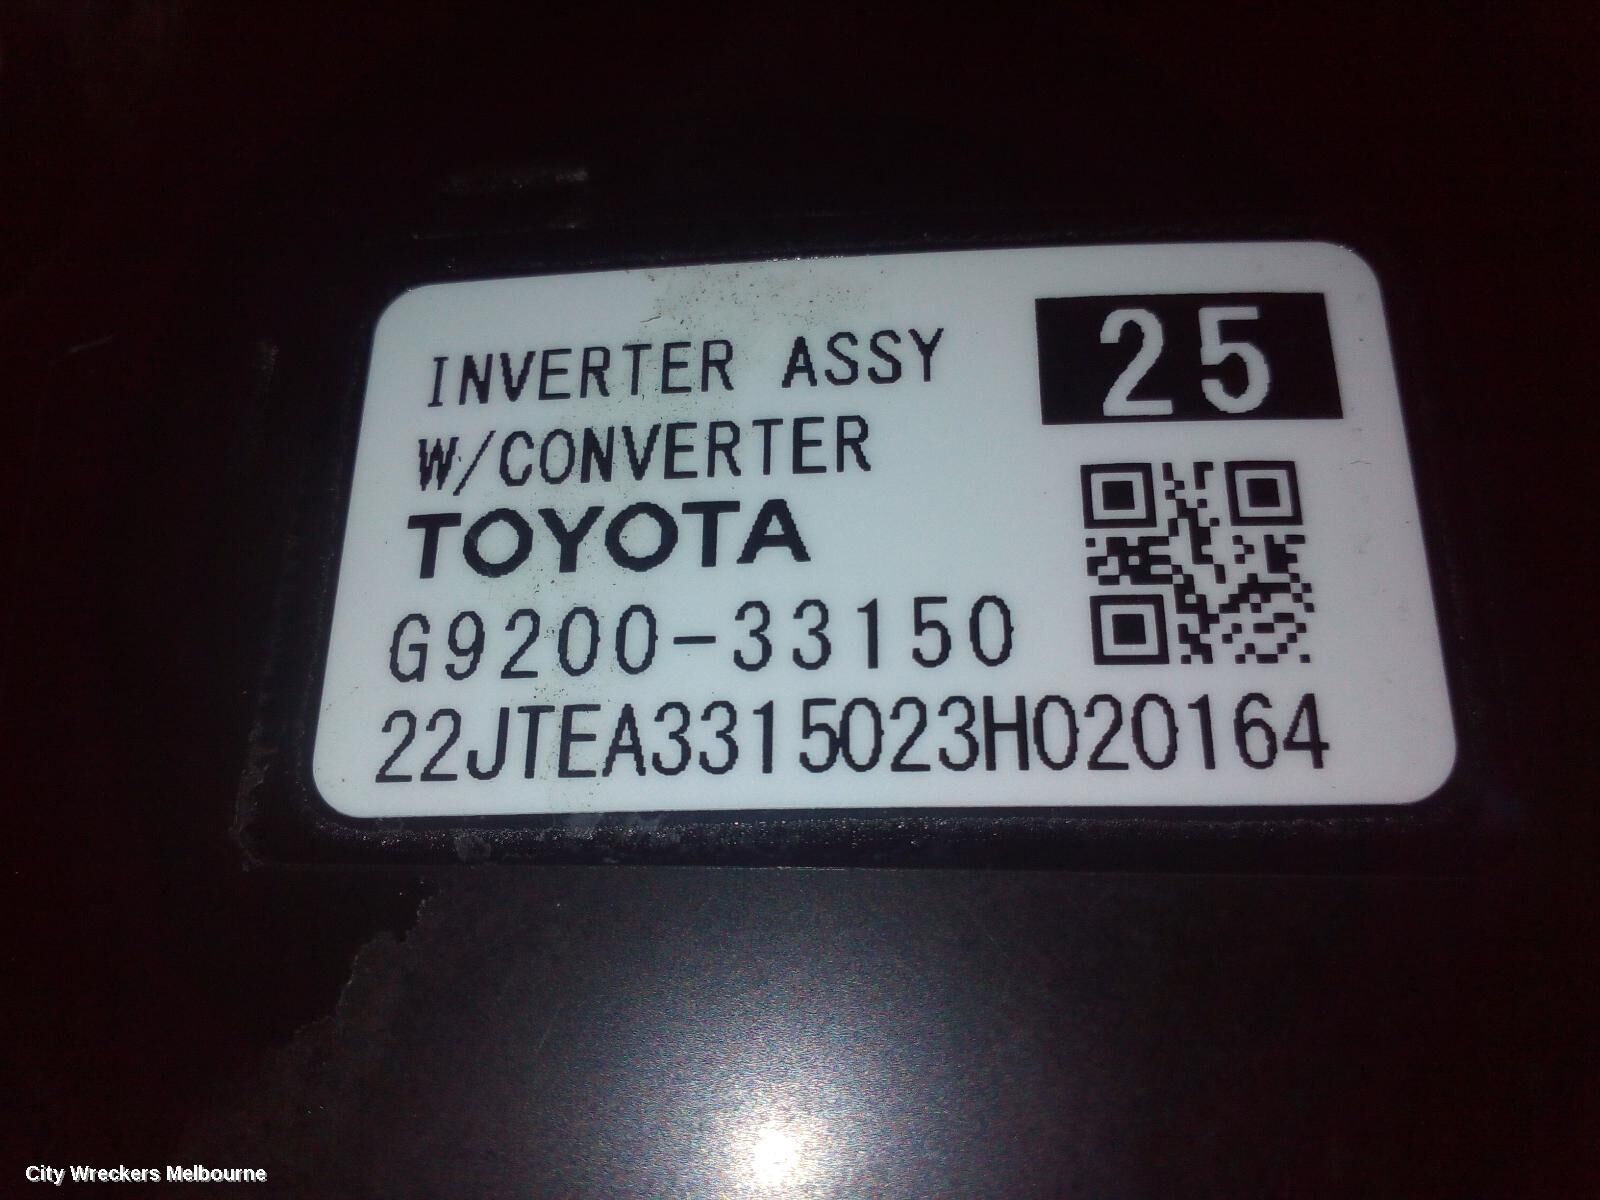 INVERTER ASSY
25
W/CONVERTER
TOYOTA
G9200-33150
22JTEA3315023H020164
City Wreckers Melbourne